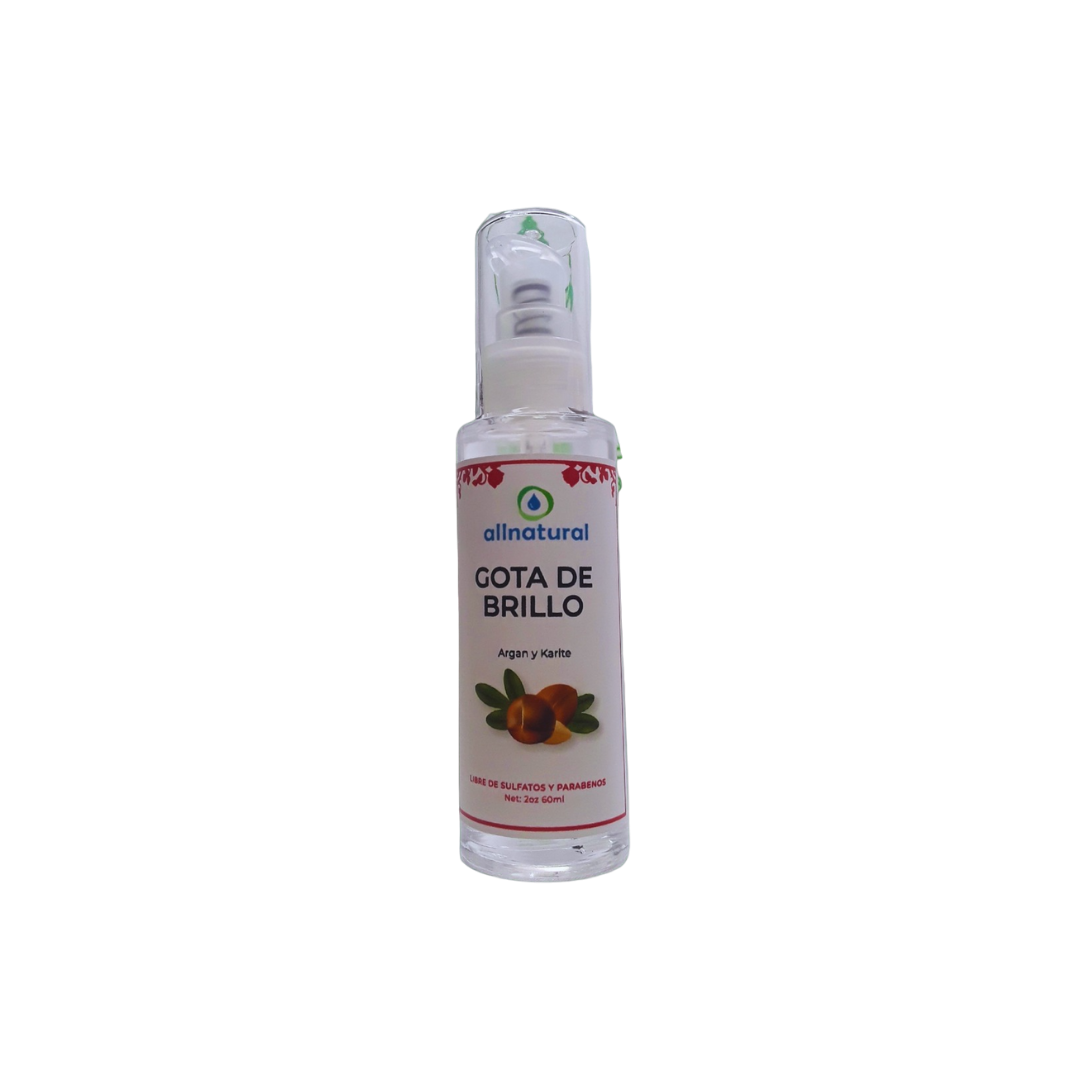 allnatural
GOTA DE
BRILLO
Argan y Karite
LIBRE DE SULFATOS Y PARABENOS
Net: 2oz 60ml